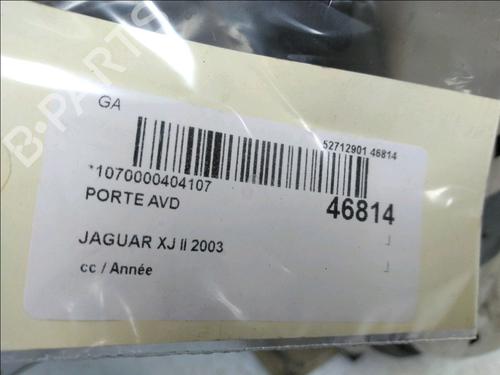 GA
52712901 46814
*1070000404107
PORTE AVD
46814
JAGUAR XJ II 2003
cc / Année
B-PARTS